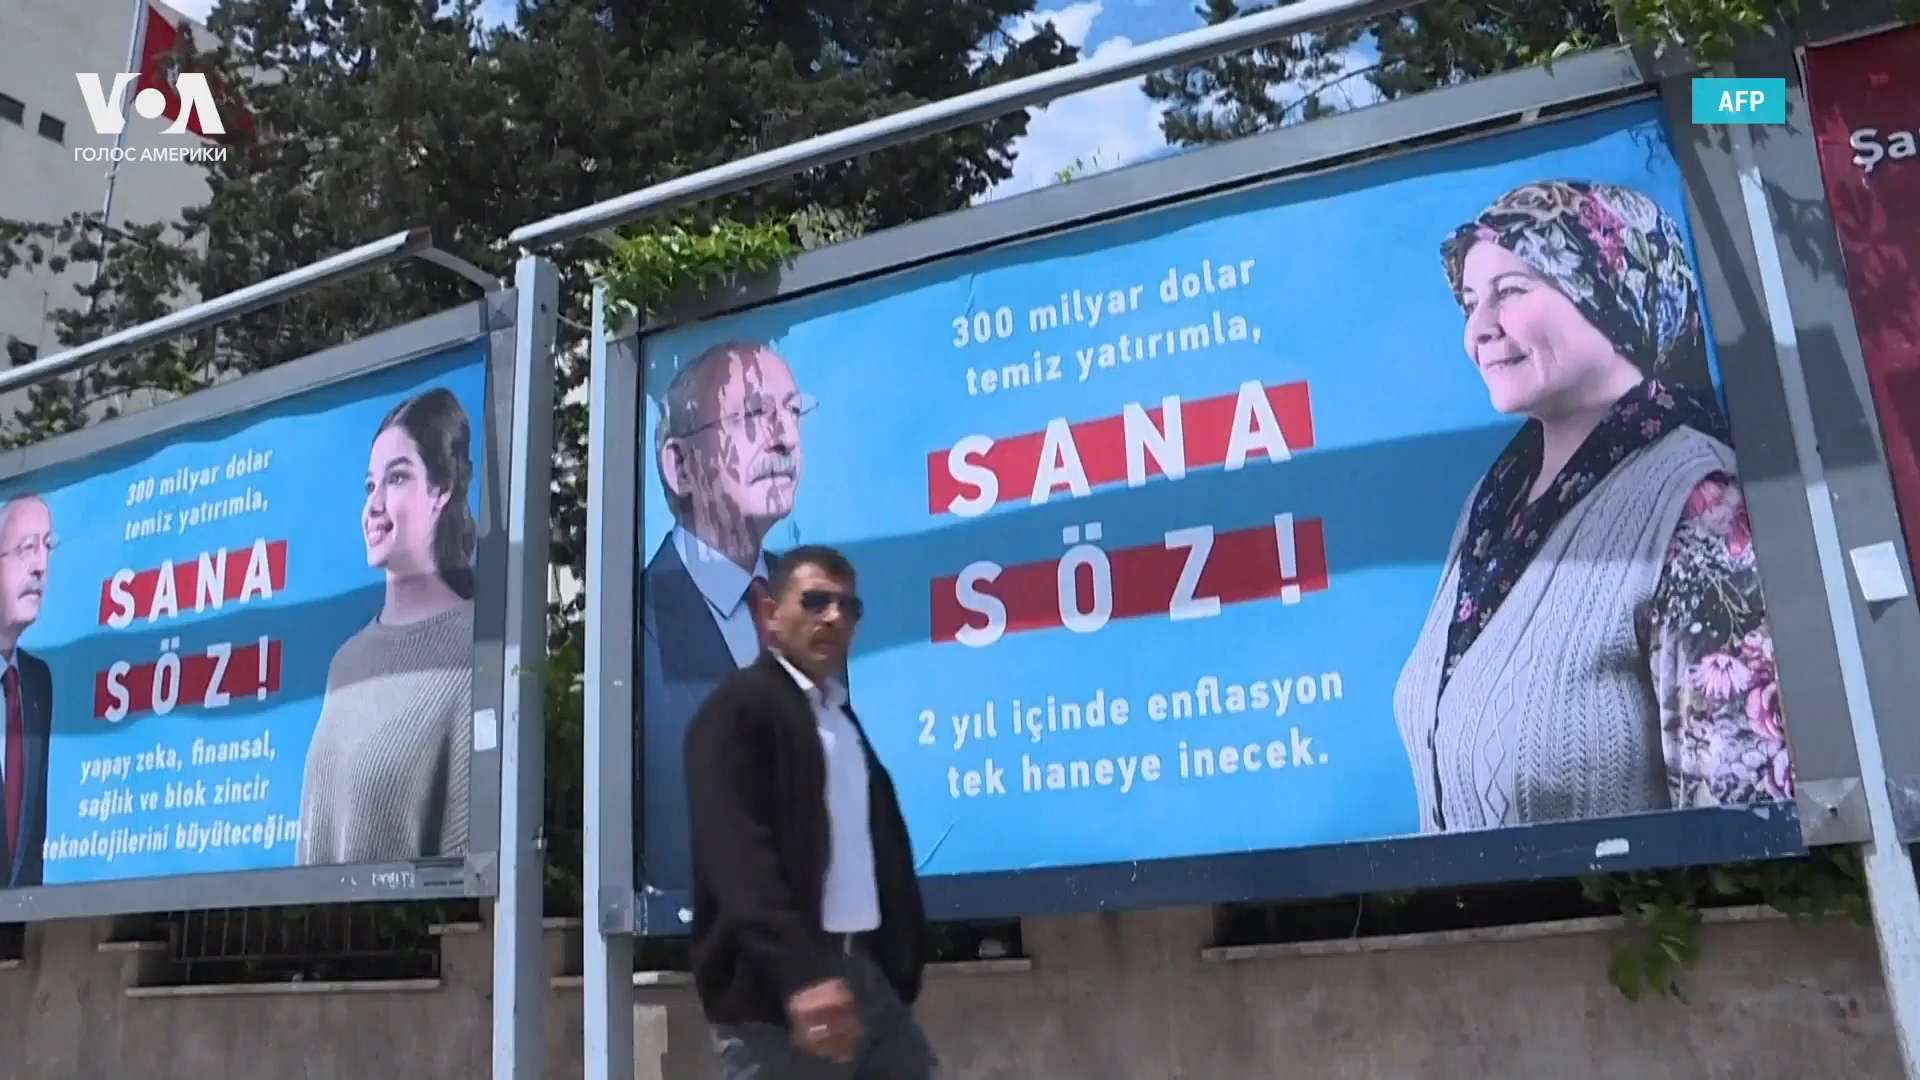 VOA
ГОЛОС АМЕРИКИ
AFP
300 milyar dolar
temiz yatırımla,
SANA
SÖZ!
yapay zeka, finansal,
sağlık ve blok zincir
teknolojilerini büyüteceğim.
300 milyar dolar
temiz yatırımla,
SANA
SÖZ!
2 yıl içinde enflasyon
tek haneye inecek.